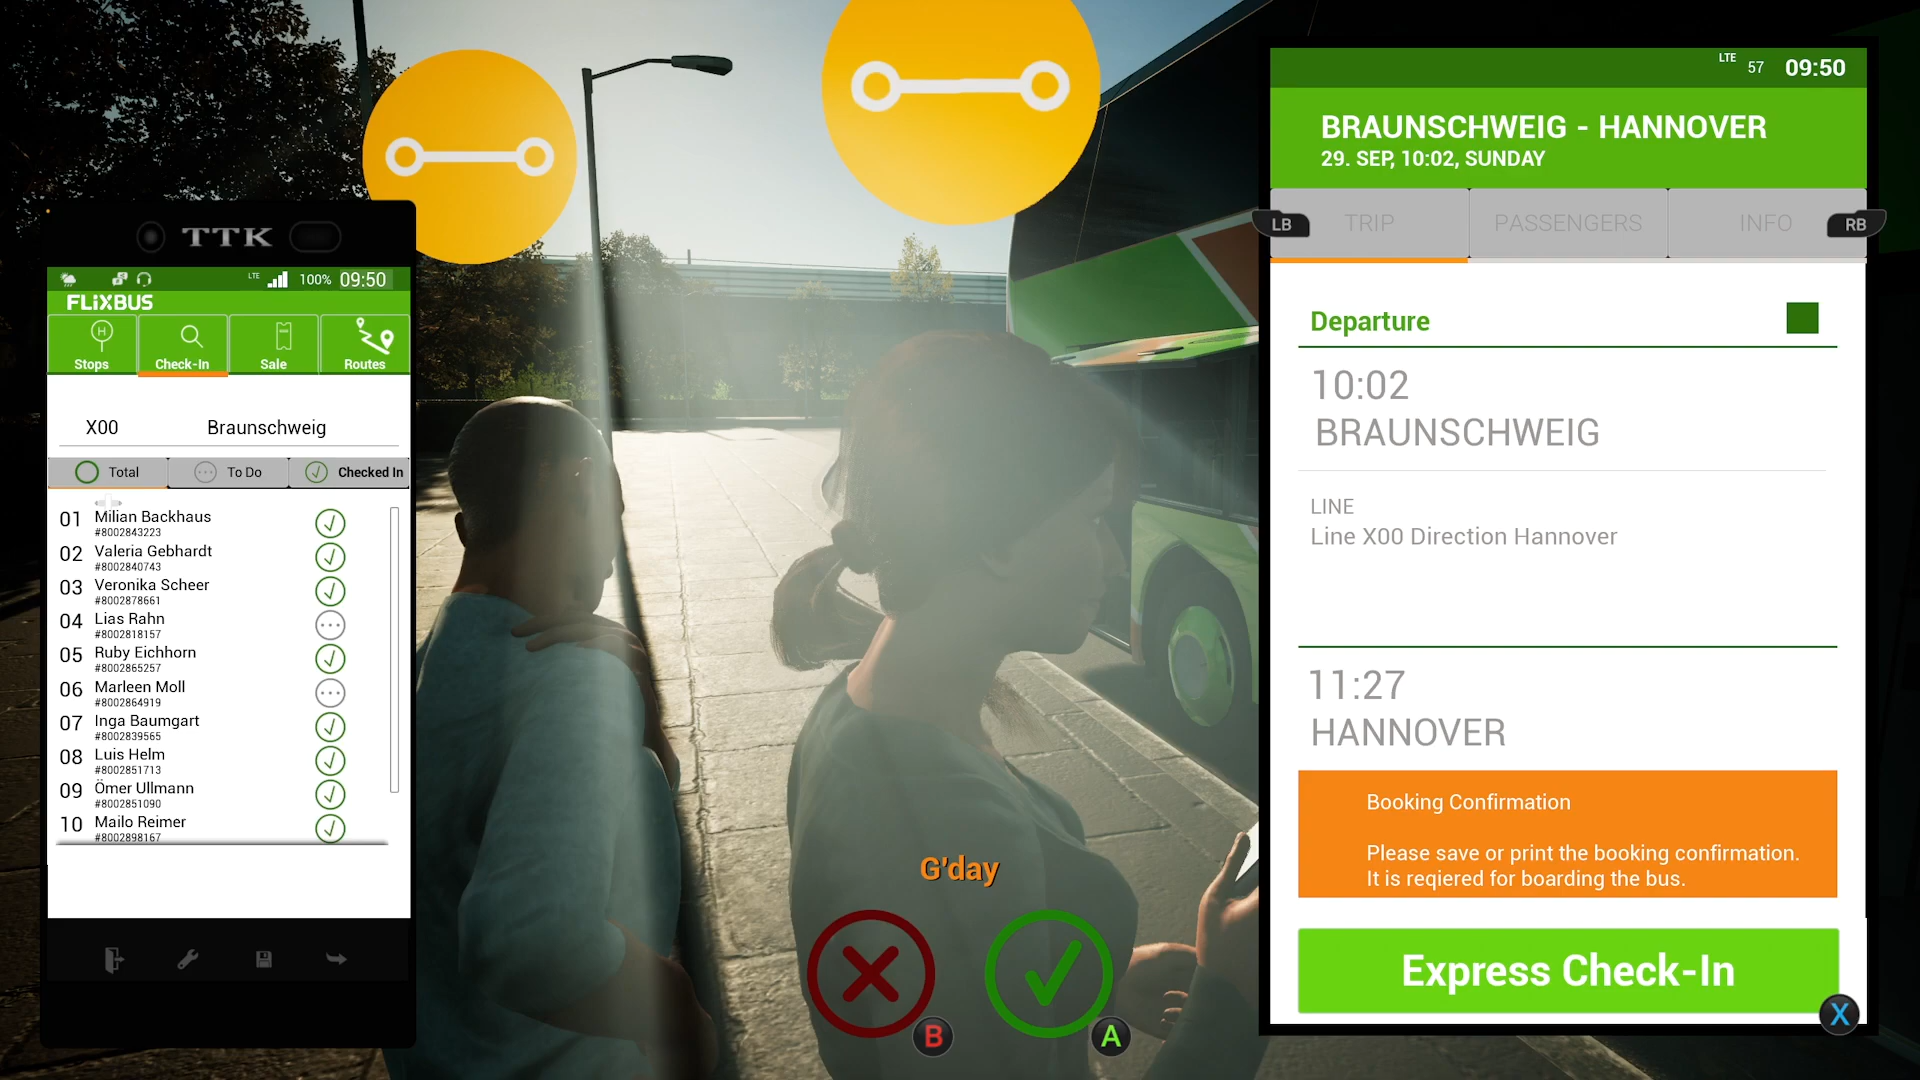 TTK
LTE 100% 09:50
FLiXBUS
H
Stops Check-In Sale Routes
X00 Braunschweig
Total To Do Checked In
01 Milian Backhaus
#8002843223
02 Valeria Gebhardt
#8002840743
03 Veronika Scheer
#8002878661
04 Lias Rahn
#8002818157
05 Ruby Eichhorn
#8002865257
06 Marleen Moll
#8002864919
07 Inga Baumgart
#8002839565
08 Luis Helm
#8002851713
09 Ömer Ullmann
#8002851090
10 Mailo Reimer
#8002898167
G'day
B A
LTE 57 09:50
BRAUNSCHWEIG - HANNOVER
29. SEP, 10:02, SUNDAY
LB TRIP PASSENGERS INFO RB
Departure
10:02
BRAUNSCHWEIG
LINE
Line X00 Direction Hannover
11:27
HANNOVER
Booking Confirmation
Please save or print the booking confirmation.
It is reqiered for boarding the bus.
Express Check-In
X